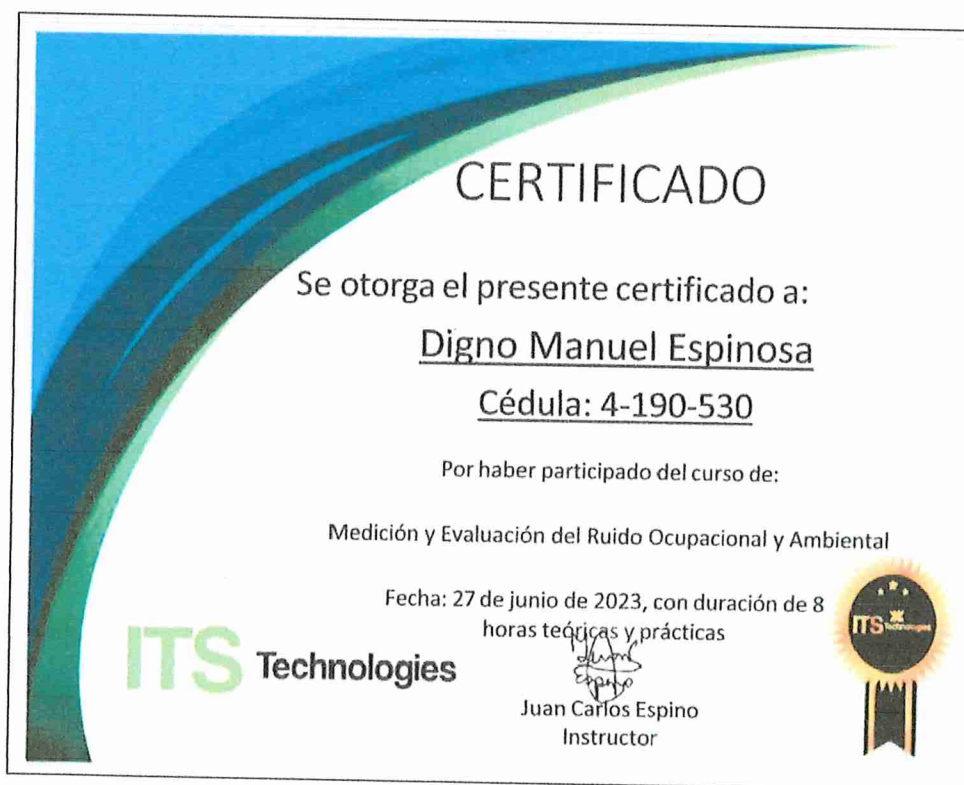 CERTIFICADO
Se otorga el presente certificado a:
Digno Manuel Espinosa
Cédula: 4-190-530
Por haber participado del curso de:
Medición y Evaluación del Ruido Ocupacional y Ambiental
Fecha: 27 de junio de 2023, con duración de 8
horas teóricas y prácticas
ITS Technologies
Juan Carlos Espino
Instructor
ITS Technologies